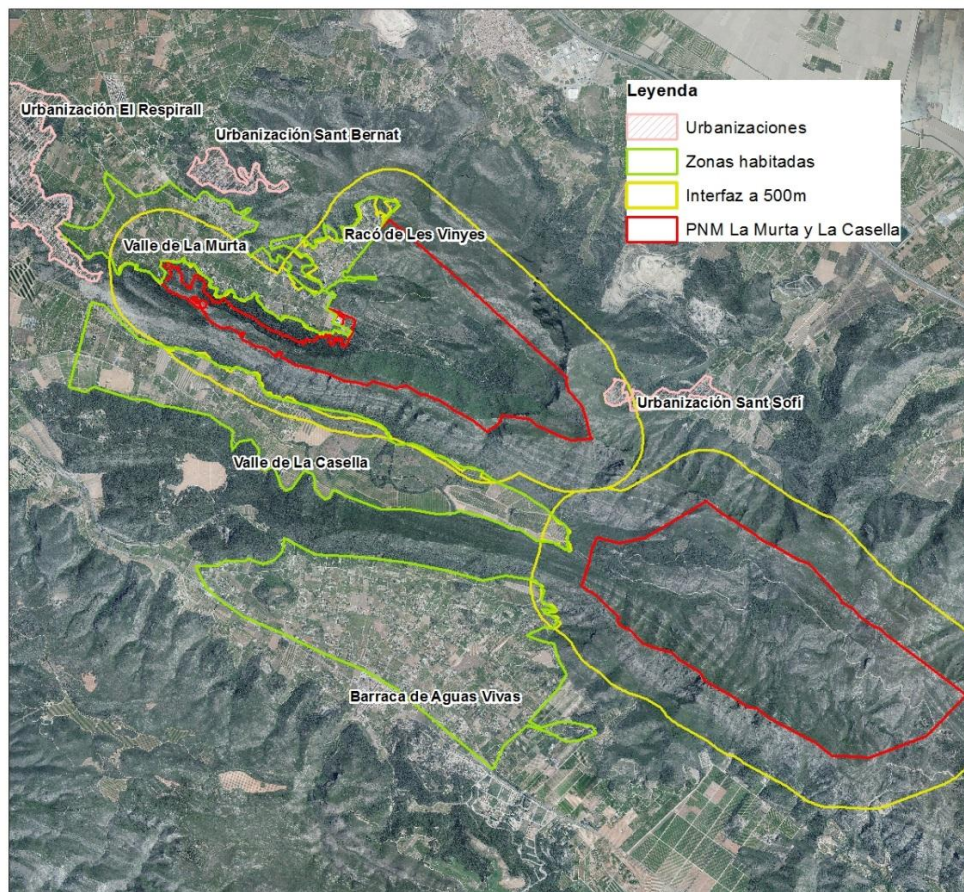 Leyenda
Urbanizaciones
Zonas habitadas
Interfaz a 500m
PNM La Murta y La Casella
Urbanización El Respirall
Urbanización Sant Bernat
Racó de Les Vinyes
Valle de La Murta
Urbanización Sant Sofí
Valle de La Casella
Barraca de Aguas Vivas